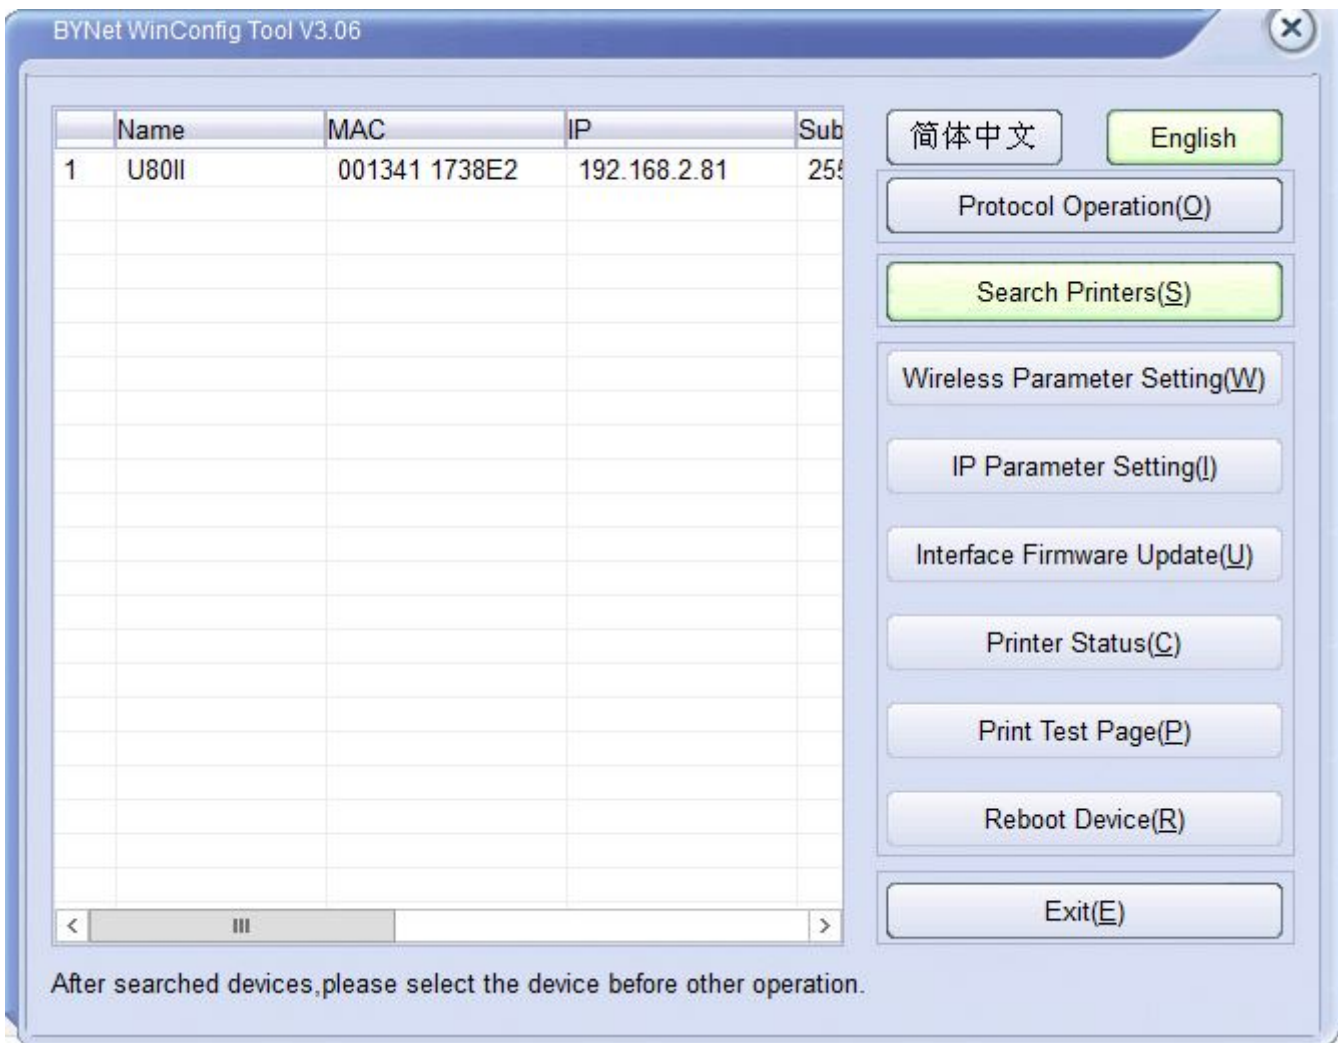 BYNet WinConfig Tool V3.06
Name MAC IP Sub
1 U80II 001341 1738E2 192.168.2.81 255
简体中文 English
Protocol Operation(O)
Search Printers(S)
Wireless Parameter Setting(W)
IP Parameter Setting(I)
Interface Firmware Update(U)
Printer Status(C)
Print Test Page(P)
Reboot Device(R)
Exit(E)
After searched devices,please select the device before other operation.